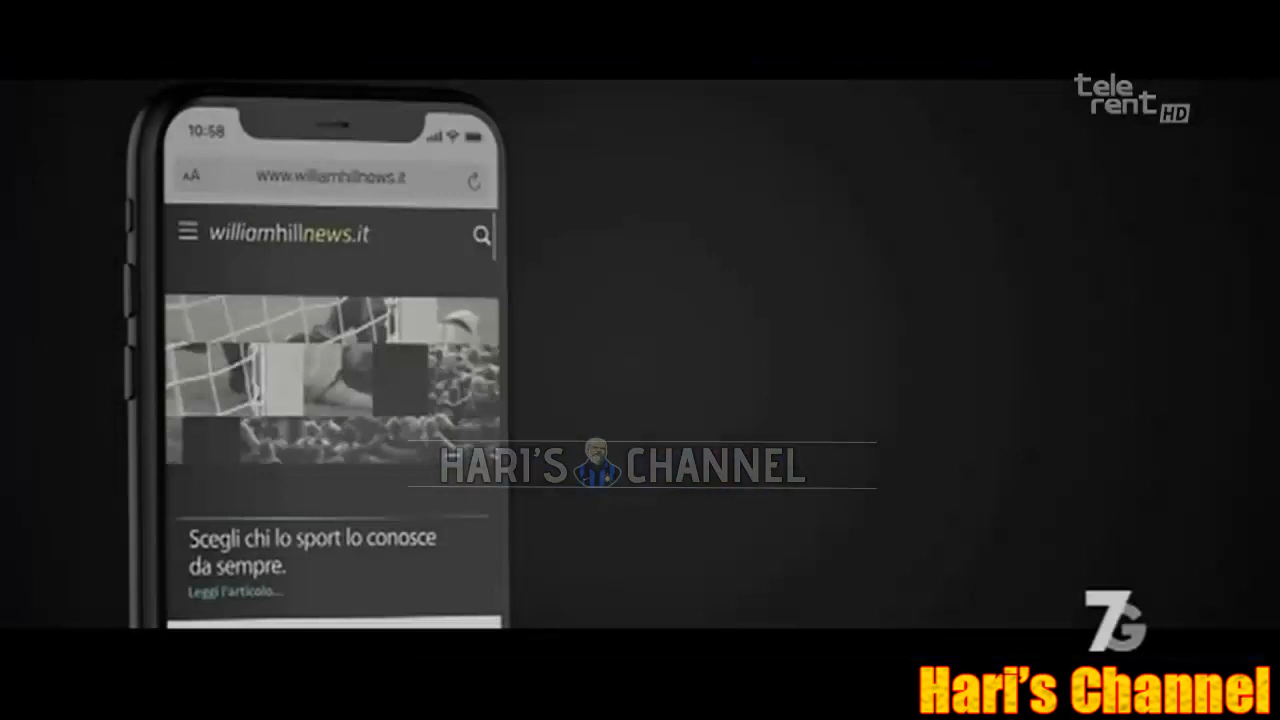 tele
rent HD
10:58
AA www.williamhillnews.it
williamhillnews.it
HARI'S CHANNEL
Scegli chi lo sport lo conosce
da sempre.
Leggi l'articolo...
7G
Hari's Channel